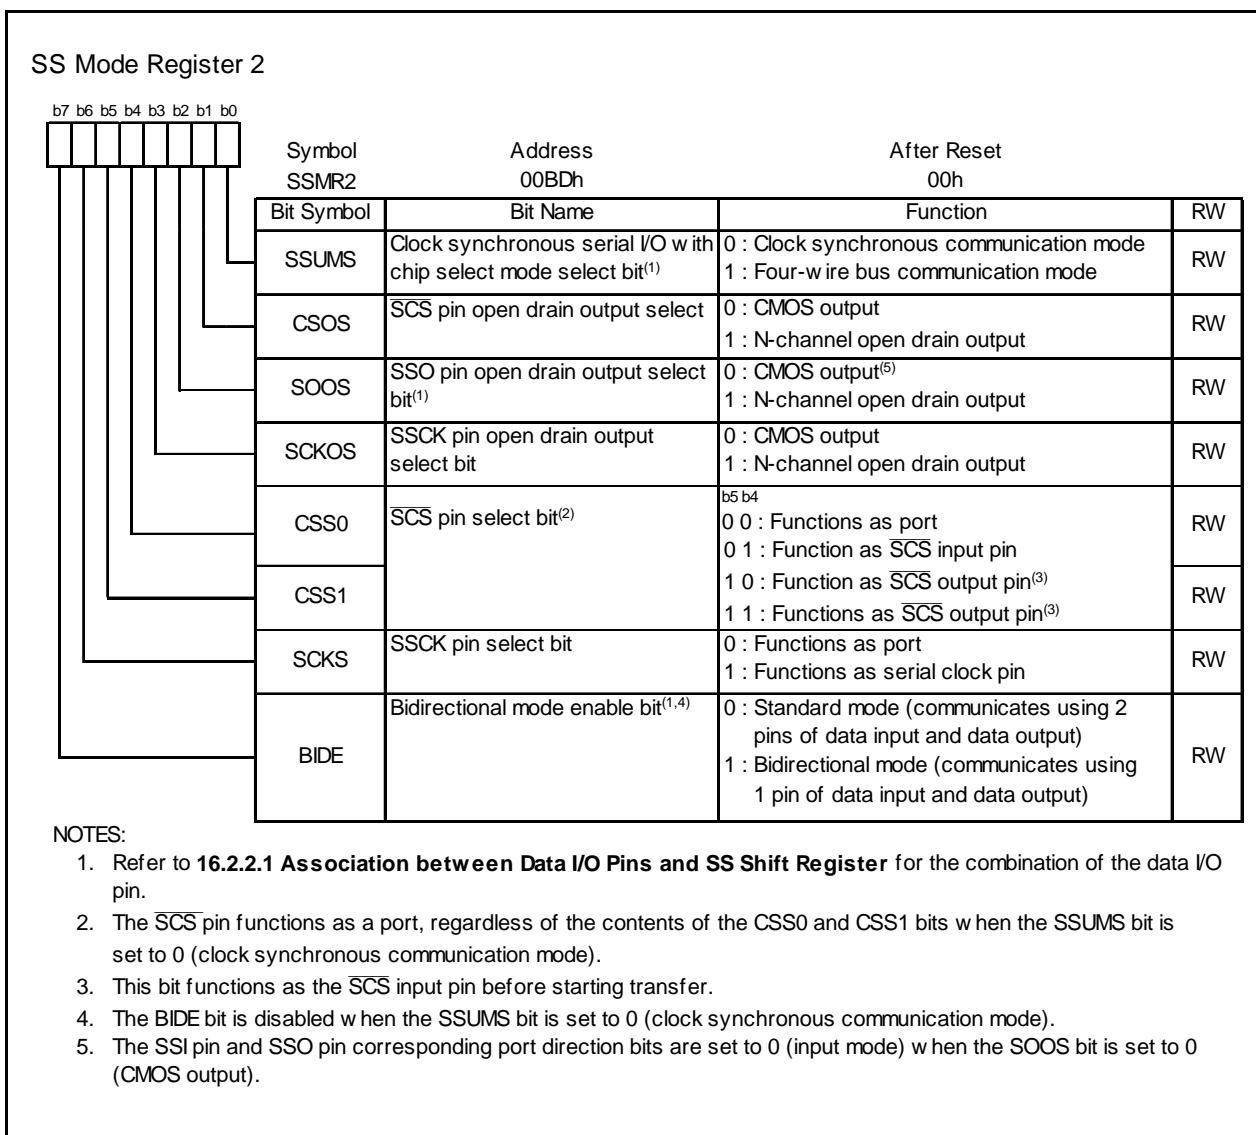 SS Mode Register 2
b7 b6 b5 b4 b3 b2 b1 b0
Symbol Address After Reset
SSMR2 00BDh 00h
Bit Symbol Bit Name Function RW
SSUMS Clock synchronous serial I/O with chip select mode select bit(1) 0 : Clock synchronous communication mode RW
1 : Four-wire bus communication mode
CSOS SCS pin open drain output select 0 : CMOS output RW
1 : N-channel open drain output
SOOS SSO pin open drain output select bit(1) 0 : CMOS output(5) RW
1 : N-channel open drain output
SCKOS SSCK pin open drain output select bit 0 : CMOS output RW
1 : N-channel open drain output
CSS0 SCS pin select bit(2) b5 b4 RW
0 0 : Functions as port
0 1 : Function as SCS input pin
CSS1 1 0 : Function as SCS output pin(3) RW
1 1 : Functions as SCS output pin(3)
SCKS SSCK pin select bit 0 : Functions as port RW
1 : Functions as serial clock pin
BIDE Bidirectional mode enable bit(1,4) 0 : Standard mode (communicates using 2 RW
pins of data input and data output)
1 : Bidirectional mode (communicates using
1 pin of data input and data output)
NOTES:
1. Refer to 16.2.2.1 Association between Data I/O Pins and SS Shift Register for the combination of the data I/O
pin.
2. The SCS pin functions as a port, regardless of the contents of the CSS0 and CSS1 bits when the SSUMS bit is
set to 0 (clock synchronous communication mode).
3. This bit functions as the SCS input pin before starting transfer.
4. The BIDE bit is disabled when the SSUMS bit is set to 0 (clock synchronous communication mode).
5. The SSI pin and SSO pin corresponding port direction bits are set to 0 (input mode) when the SOOS bit is set to 0
(CMOS output).